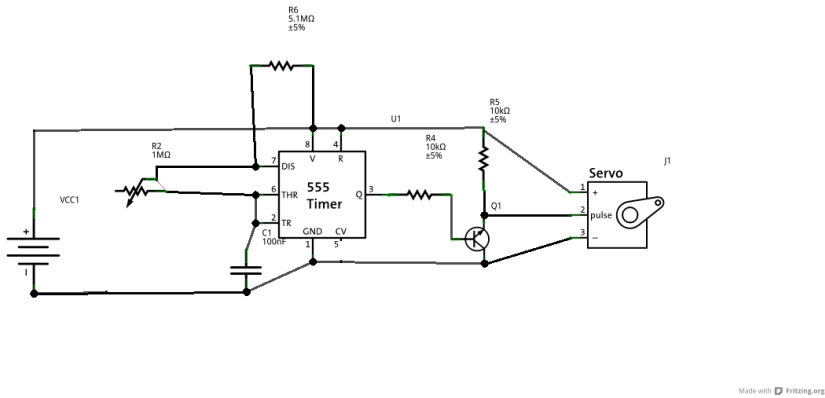 R6
5.1MΩ
±5%
R5
10kΩ
±5%
U1
R4
10kΩ
±5%
R2
1MΩ
8
4
V
R
7
DIS
6
THR
555
Timer
Q
3
2
TR
GND
CV
1
5
C1
100nF
VCC1
+
−
Q1
Servo
J1
1
+
2
pulse
3
−
Made with Fritzing.org